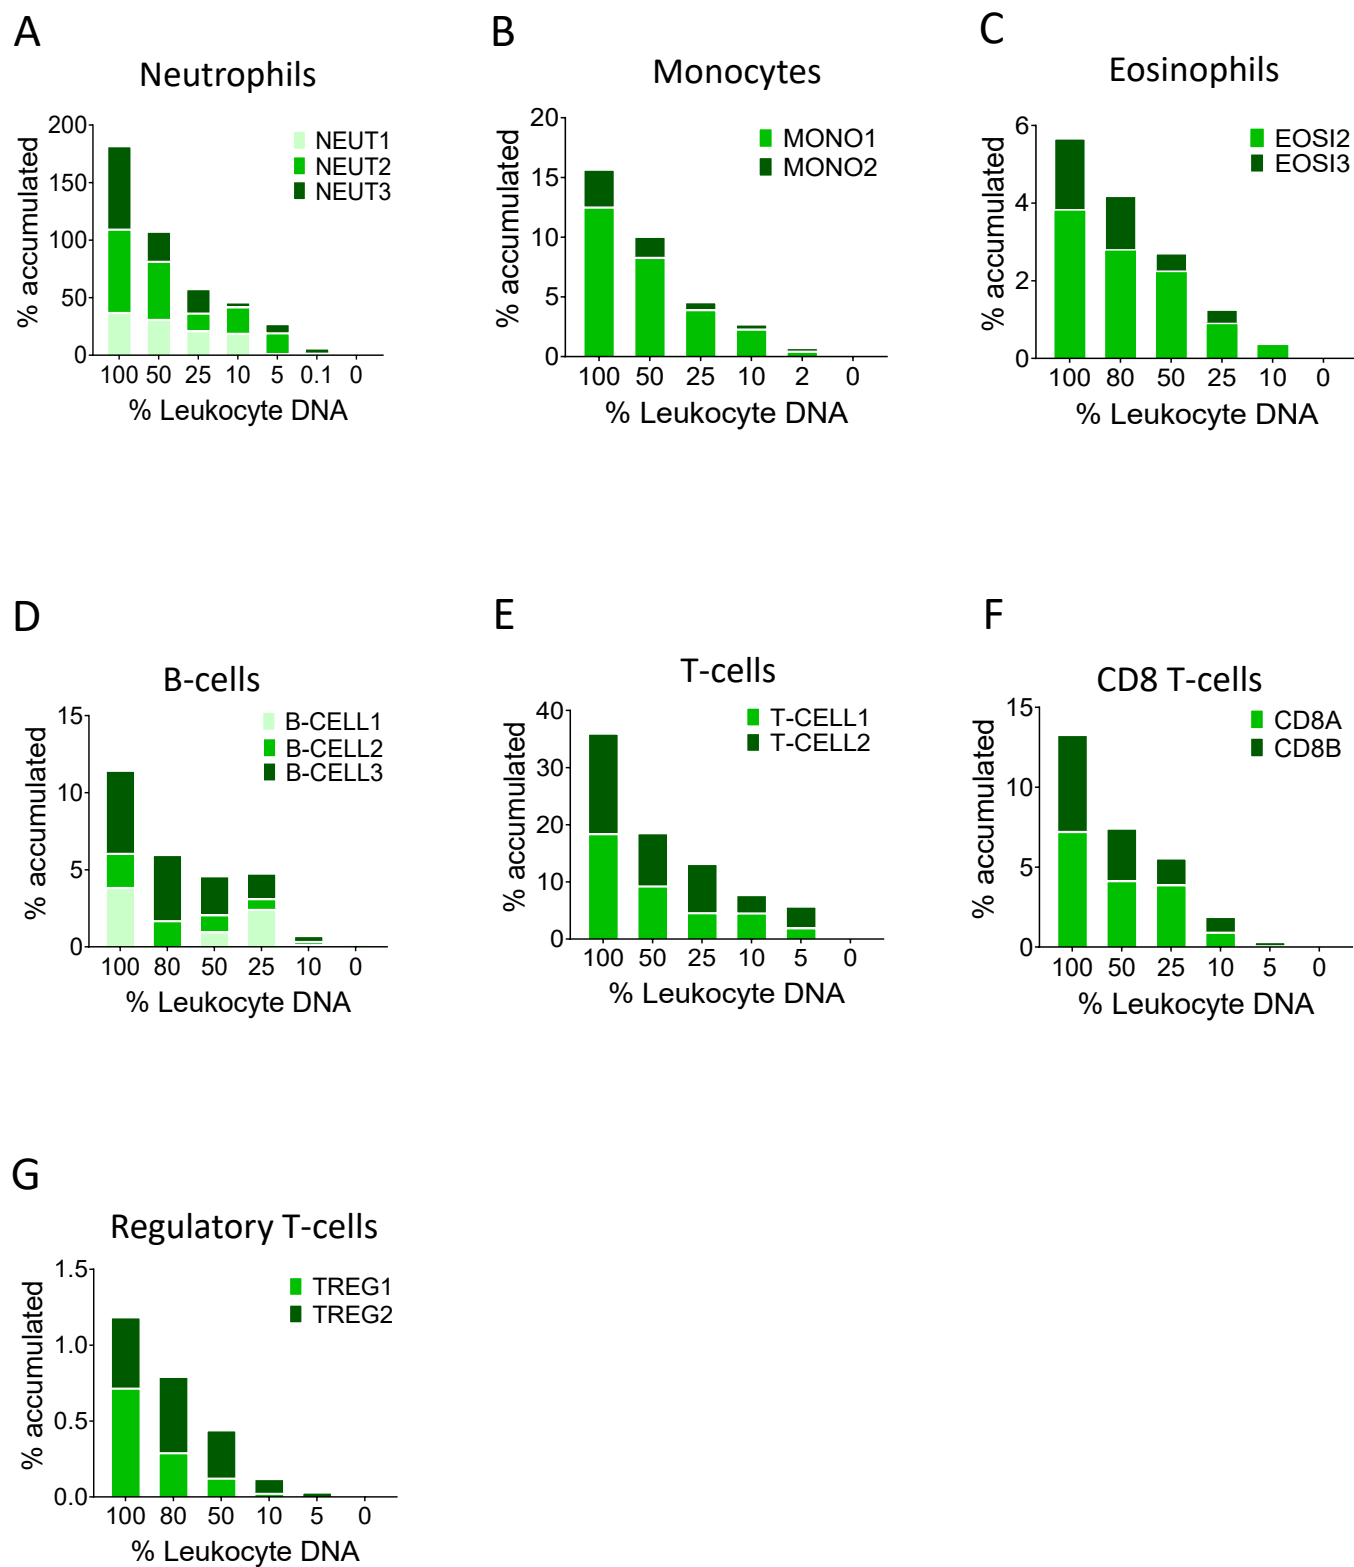 A
Neutrophils
% accumulated
200
150
100
50
0
NEUT1
NEUT2
NEUT3
100 50 25 10 5 0.1 0
% Leukocyte DNA
B
Monocytes
% accumulated
20
15
10
5
0
MONO1
MONO2
100 50 25 10 2 0
% Leukocyte DNA
C
Eosinophils
% accumulated
6
4
2
0
EOSI2
EOSI3
100 80 50 25 10 0
% Leukocyte DNA
D
B-cells
% accumulated
15
10
5
0
B-CELL1
B-CELL2
B-CELL3
100 80 50 25 10 0
% Leukocyte DNA
E
T-cells
% accumulated
40
30
20
10
0
T-CELL1
T-CELL2
100 50 25 10 5 0
% Leukocyte DNA
F
CD8 T-cells
% accumulated
15
10
5
0
CD8A
CD8B
100 50 25 10 5 0
% Leukocyte DNA
G
Regulatory T-cells
% accumulated
1.5
1.0
0.5
0.0
TREG1
TREG2
100 80 50 10 5 0
% Leukocyte DNA